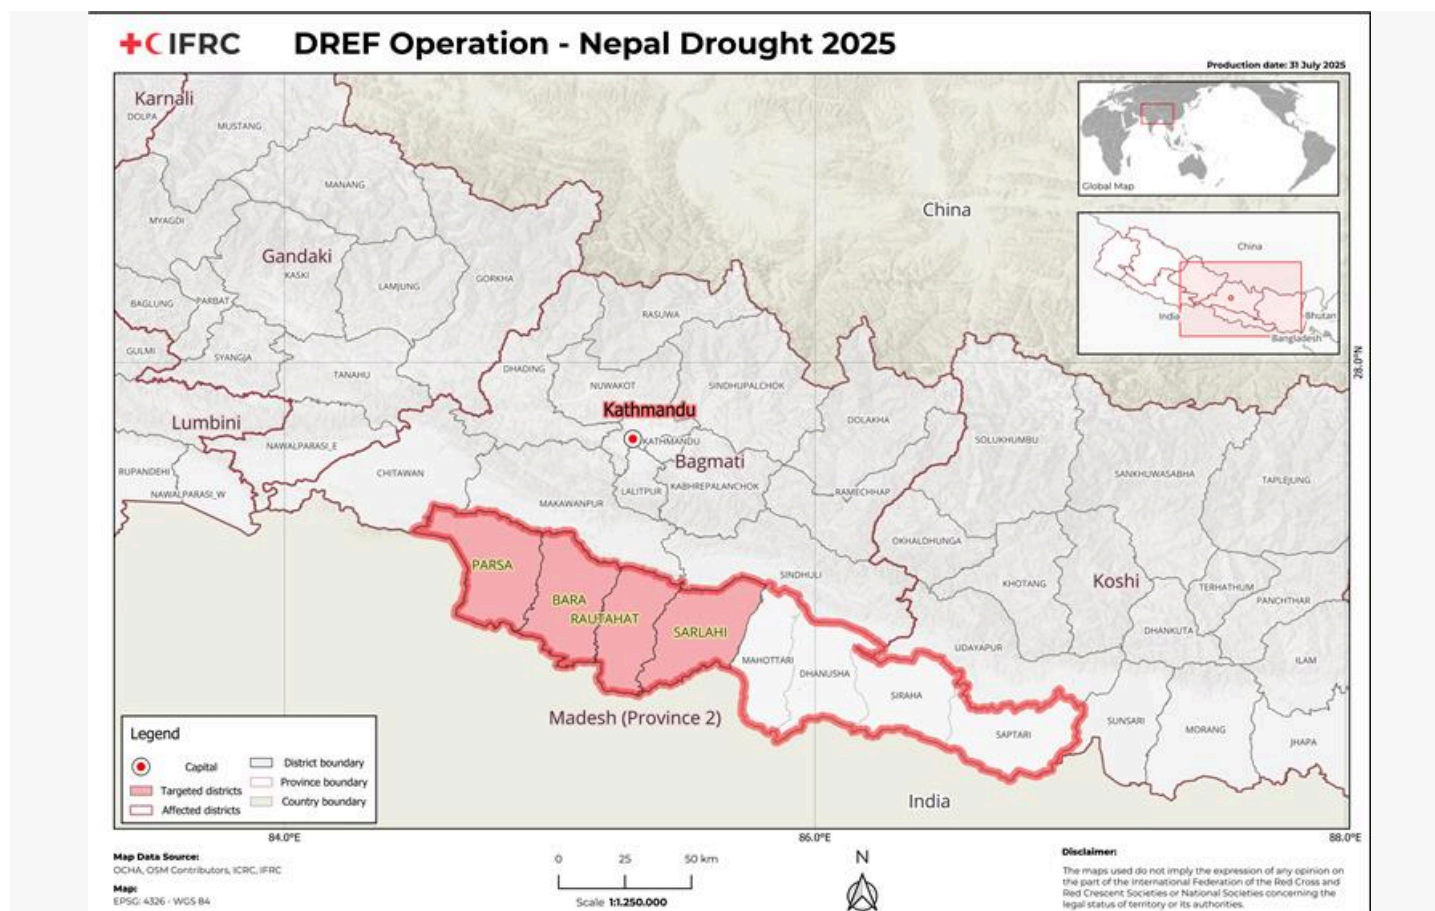 IFRC
DREF Operation - Nepal Drought 2025
Production date: 31 July 2025
Karnali
DOLPA
MUSTANG
MANANG
MYAGDI
Gandaki
KASKI
LAMJUNG
GORKHA
BAGLUNG
PARBAT
GULMI
SYANGJA
TANAHU
Lumbini
NAWALPARASI_E
RUPANDEHI
NAWALPARASI_W
CHITAWAN
RASUWA
DHADING
NUWAKOT
SINDHUPALCHOK
Kathmandu
KATHMANDU
Bagmati
LALITPUR
KABHREPALANCHOK
MAKAWANPUR
DOLAKHA
RAMECHHAP
SINDHULI
China
SOLUKHUMBU
SANKHUWASABHA
TAPLEJUNG
OKHALDHUNGA
KHOTANG
Koshi
TERHATHUM
PANCHTHAR
DHANKUTA
UDAYAPUR
ILAM
SUNSARI
MORANG
JHAPA
PARSA
BARA
RAUTAHAT
SARLAHI
MAHOTTARI
DHANUSHA
SIRAHA
SAPTARI
Madesh (Province 2)
India
Global Map
China
India
Bhutan
Bangladesh
28.0°N
Legend
Capital
Targeted districts
Affected districts
District boundary
Province boundary
Country boundary
84.0°E
86.0°E
88.0°E
Map Data Source:
OCHA, OSM Contributors, ICRC, IFRC
Map:
EPSG: 4326 - WGS 84
0 25 50 km
Scale 1:1.250.000
N
Disclaimer:
The maps used do not imply the expression of any opinion on
the part of the International Federation of the Red Cross and
Red Crescent Societies or National Societies concerning the
legal status of territory or its authorities.